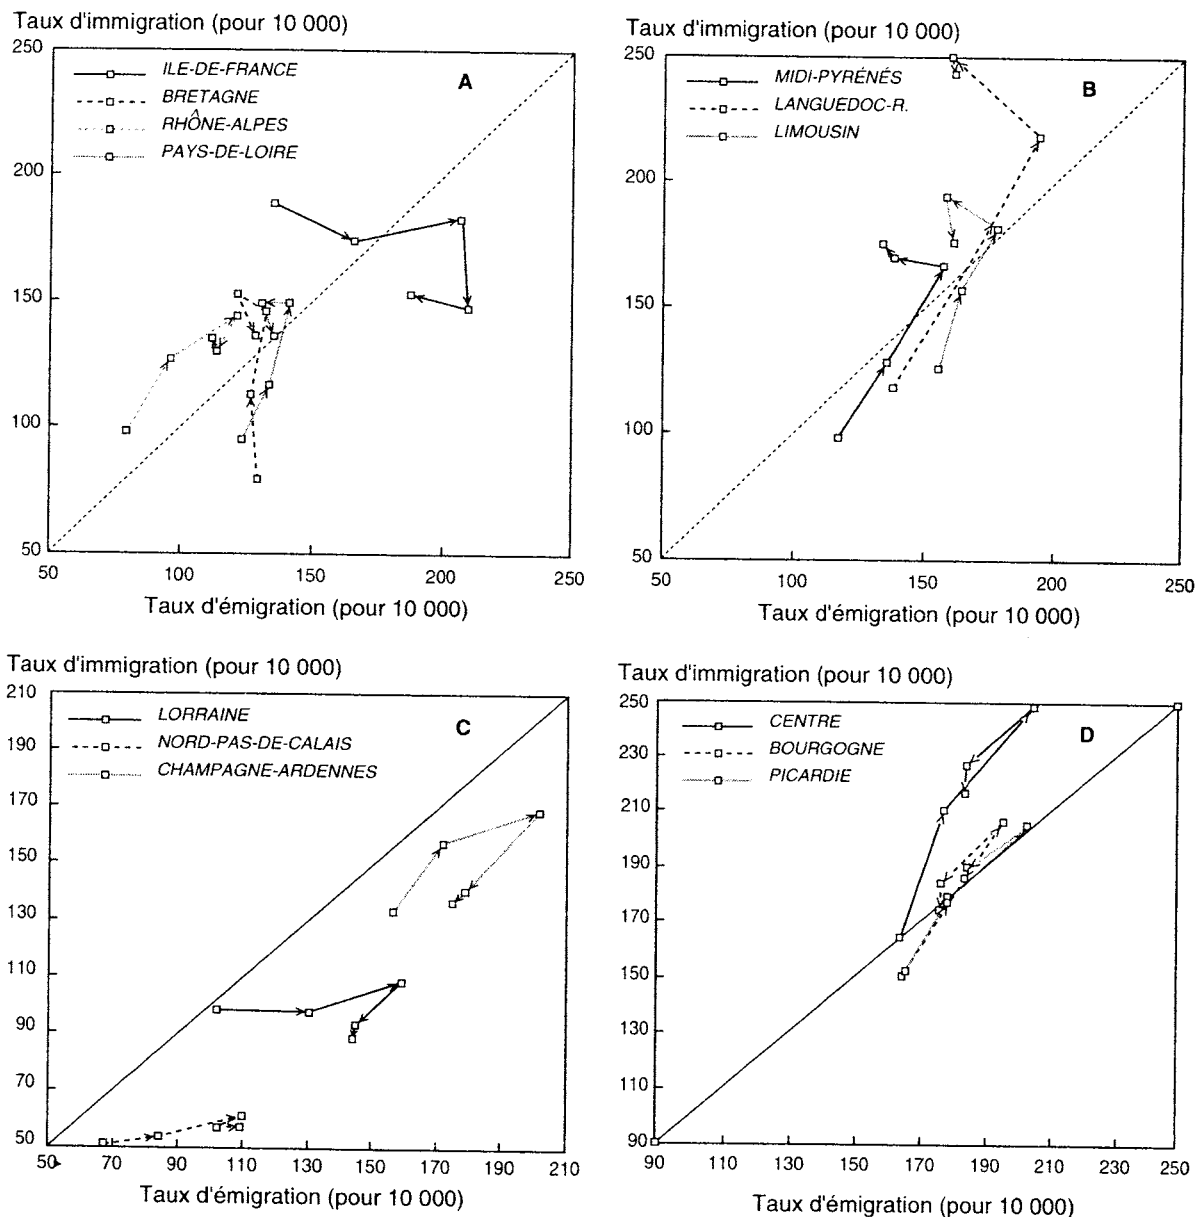 Taux d'immigration (pour 10 000)
250
200
150
100
50
ILE-DE-FRANCE
BRETAGNE
RHÔNE-ALPES
PAYS-DE-LOIRE
A
50 100 150 200 250
Taux d'émigration (pour 10 000)
Taux d'immigration (pour 10 000)
250
200
150
100
50
MIDI-PYRÉNÉS
LANGUEDOC-R.
LIMOUSIN
B
50 100 150 200 250
Taux d'émigration (pour 10 000)
Taux d'immigration (pour 10 000)
210
190
170
150
130
110
90
70
50
LORRAINE
NORD-PAS-DE-CALAIS
CHAMPAGNE-ARDENNES
C
50 70 90 110 130 150 170 190 210
Taux d'émigration (pour 10 000)
Taux d'immigration (pour 10 000)
250
230
210
190
170
150
130
110
90
CENTRE
BOURGOGNE
PICARDIE
D
90 110 130 150 170 190 210 230 250
Taux d'émigration (pour 10 000)